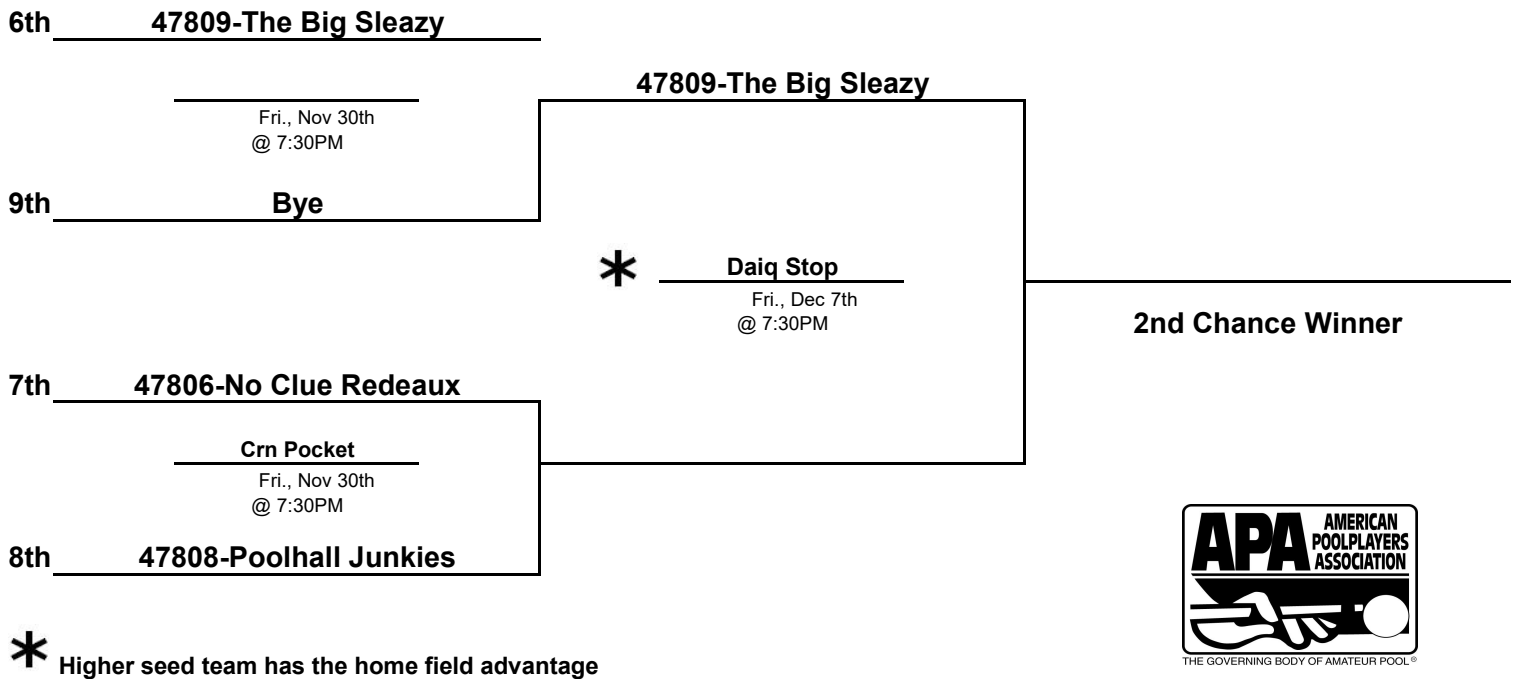 6th 47809-The Big Sleazy
47809-The Big Sleazy
Fri., Nov 30th
@ 7:30PM
9th Bye
* Daiq Stop
Fri., Dec 7th
@ 7:30PM
2nd Chance Winner
7th 47806-No Clue Redeaux
Crn Pocket
Fri., Nov 30th
@ 7:30PM
8th 47808-Poolhall Junkies
APA AMERICAN
POOLPLAYERS
ASSOCIATION
THE GOVERNING BODY OF AMATEUR POOL®
* Higher seed team has the home field advantage